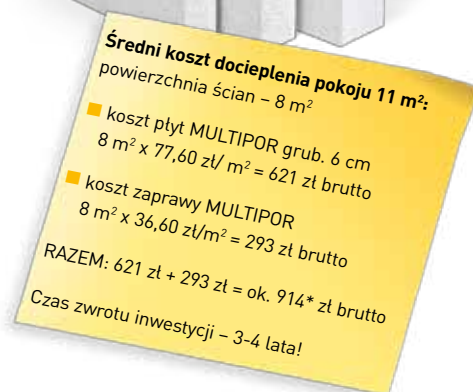 Średni koszt docieplenia pokoju 11 m²:
powierzchnia ścian – 8 m²
koszt płyt MULTIPOR grub. 6 cm
8 m² x 77,60 zł/ m² = 621 zł brutto
koszt zaprawy MULTIPOR
8 m² x 36,60 zł/m² = 293 zł brutto
RAZEM: 621 zł + 293 zł = ok. 914* zł brutto
Czas zwrotu inwestycji – 3-4 lata!